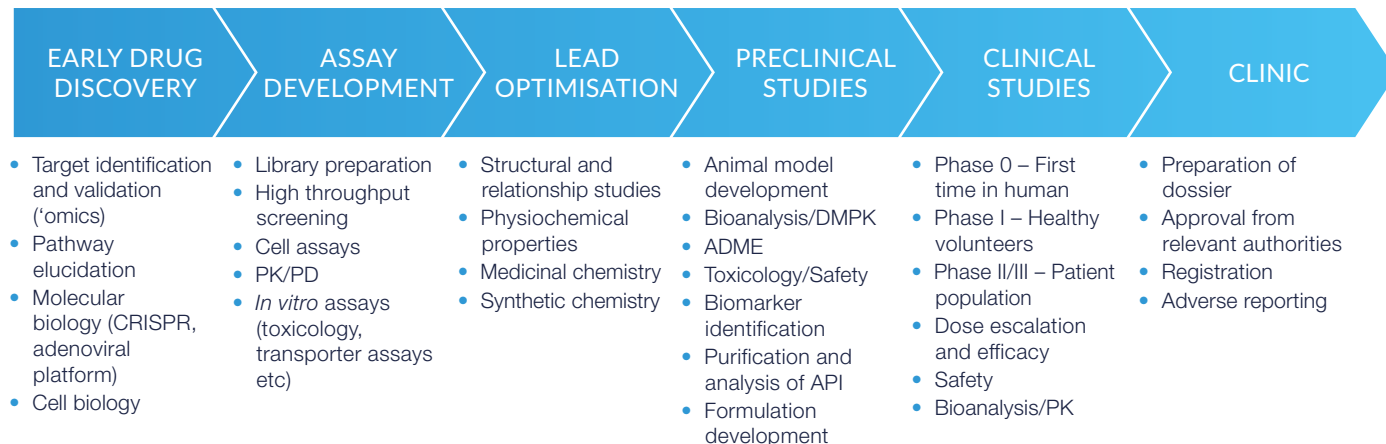 EARLY DRUG
DISCOVERY
ASSAY
DEVELOPMENT
LEAD
OPTIMISATION
PRECLINICAL
STUDIES
CLINICAL
STUDIES
CLINIC
• Target identification
and validation
(‘omics)
• Pathway
elucidation
• Molecular
biology (CRISPR,
adenoviral
platform)
• Cell biology
• Library preparation
• High throughput
screening
• Cell assays
• PK/PD
• In vitro assays
(toxicology,
transporter assays
etc)
• Structural and
relationship studies
• Physiochemical
properties
• Medicinal chemistry
• Synthetic chemistry
• Animal model
development
• Bioanalysis/DMPK
• ADME
• Toxicology/Safety
• Biomarker
identification
• Purification and
analysis of API
• Formulation
development
• Phase 0 – First
time in human
• Phase I – Healthy
volunteers
• Phase II/III – Patient
population
• Dose escalation
and efficacy
• Safety
• Bioanalysis/PK
• Preparation of
dossier
• Approval from
relevant authorities
• Registration
• Adverse reporting